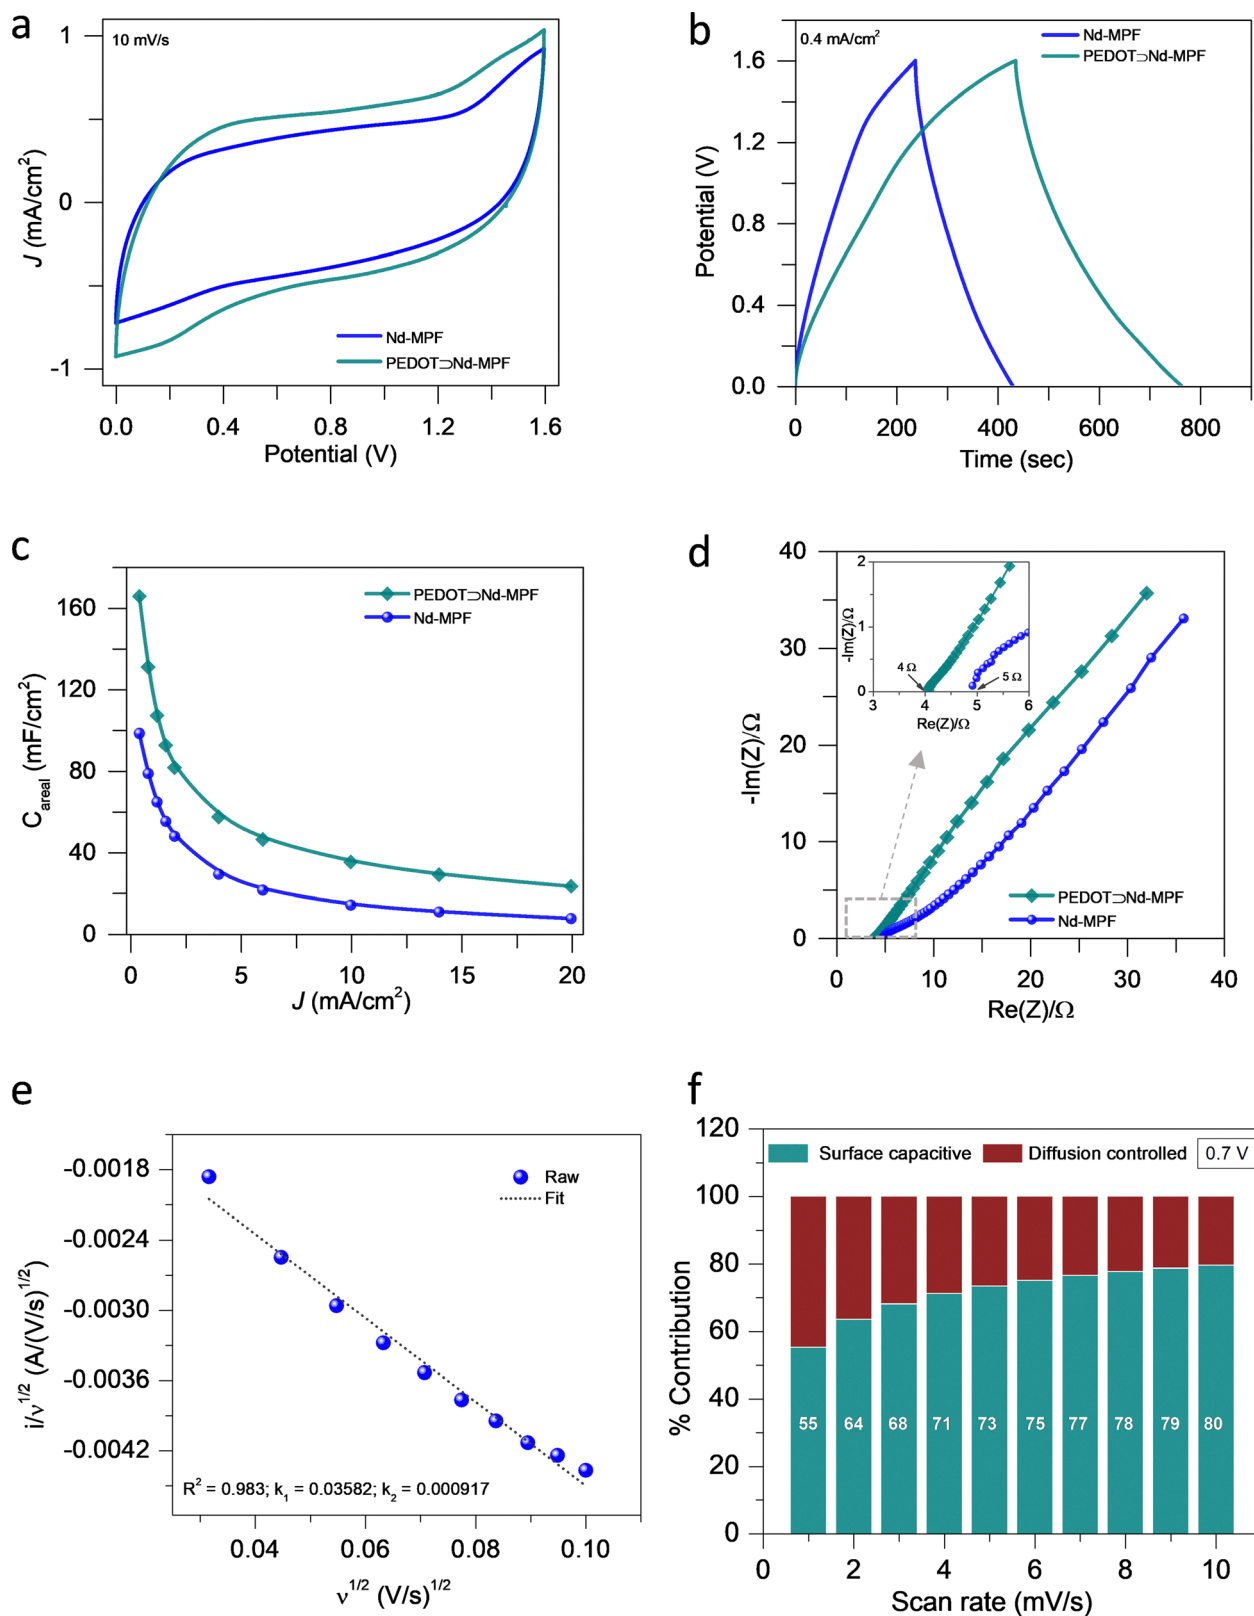 a
10 mV/s
1
0
-1
J (mA/cm²)
Nd-MPF
PEDOT⊃Nd-MPF
0.0 0.4 0.8 1.2 1.6
Potential (V)
b
0.4 mA/cm²
Nd-MPF
PEDOT⊃Nd-MPF
1.6
1.2
0.8
0.4
0.0
Potential (V)
0 200 400 600 800
Time (sec)
c
PEDOT⊃Nd-MPF
Nd-MPF
160
120
80
40
0
C_areal (mF/cm²)
0 5 10 15 20
J (mA/cm²)
d
40
30
20
10
0
-Im(Z)/Ω
2
1
0
-Im(Z)/Ω
4 Ω
5 Ω
3 4 5 6
Re(Z)/Ω
PEDOT⊃Nd-MPF
Nd-MPF
0 10 20 30 40
Re(Z)/Ω
e
-0.0018
-0.0024
-0.0030
-0.0036
-0.0042
i/ν^1/2 (A/(V/s)^1/2)
Raw
Fit
R² = 0.983; k₁ = 0.03582; k₂ = 0.000917
0.04 0.06 0.08 0.10
ν^1/2 (V/s)^1/2
f
120
100
80
60
40
20
0
% Contribution
Surface capacitive Diffusion controlled 0.7 V
55 64 68 71 73 75 77 78 79 80
0 2 4 6 8 10
Scan rate (mV/s)